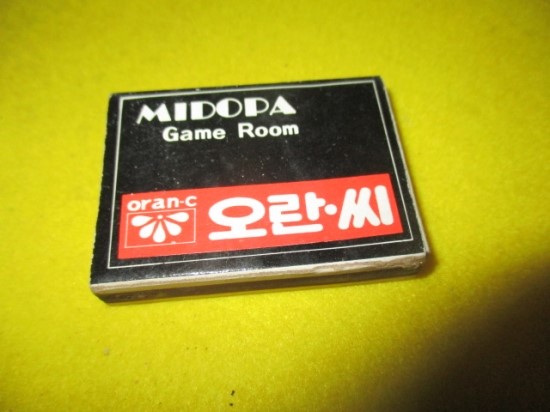 MIDOPA
Game Room
oran-c
오란·씨